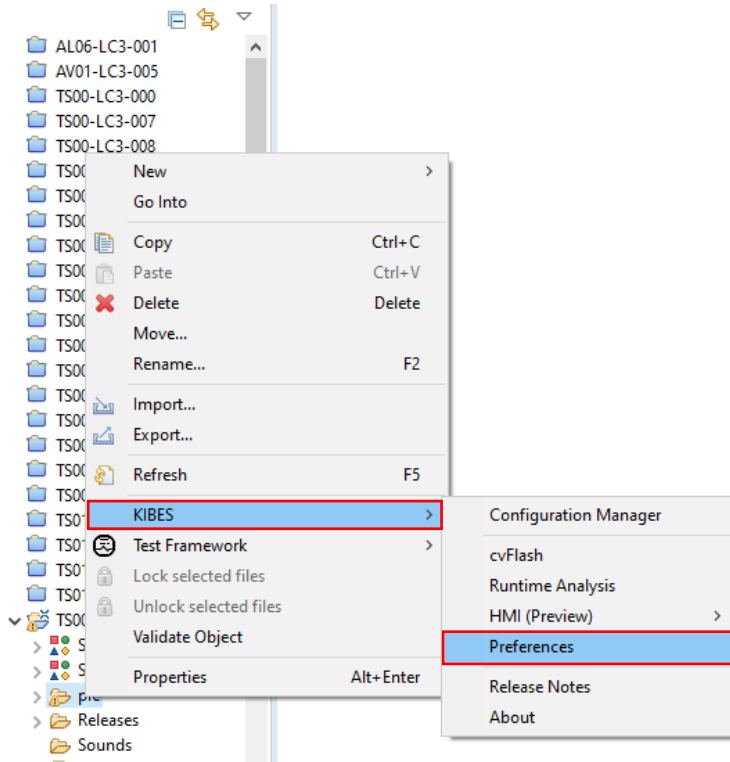 AL06-LC3-001
AV01-LC3-005
TS00-LC3-000
TS00-LC3-007
TS00-LC3-008
New
Go Into
Copy Ctrl+C
Paste Ctrl+V
Delete Delete
Move...
Rename... F2
Import...
Export...
Refresh F5
KIBES
Test Framework
Lock selected files
Unlock selected files
Validate Object
Properties Alt+Enter
Configuration Manager
cvFlash
Runtime Analysis
HMI (Preview)
Preferences
Release Notes
About
Releases
Sounds